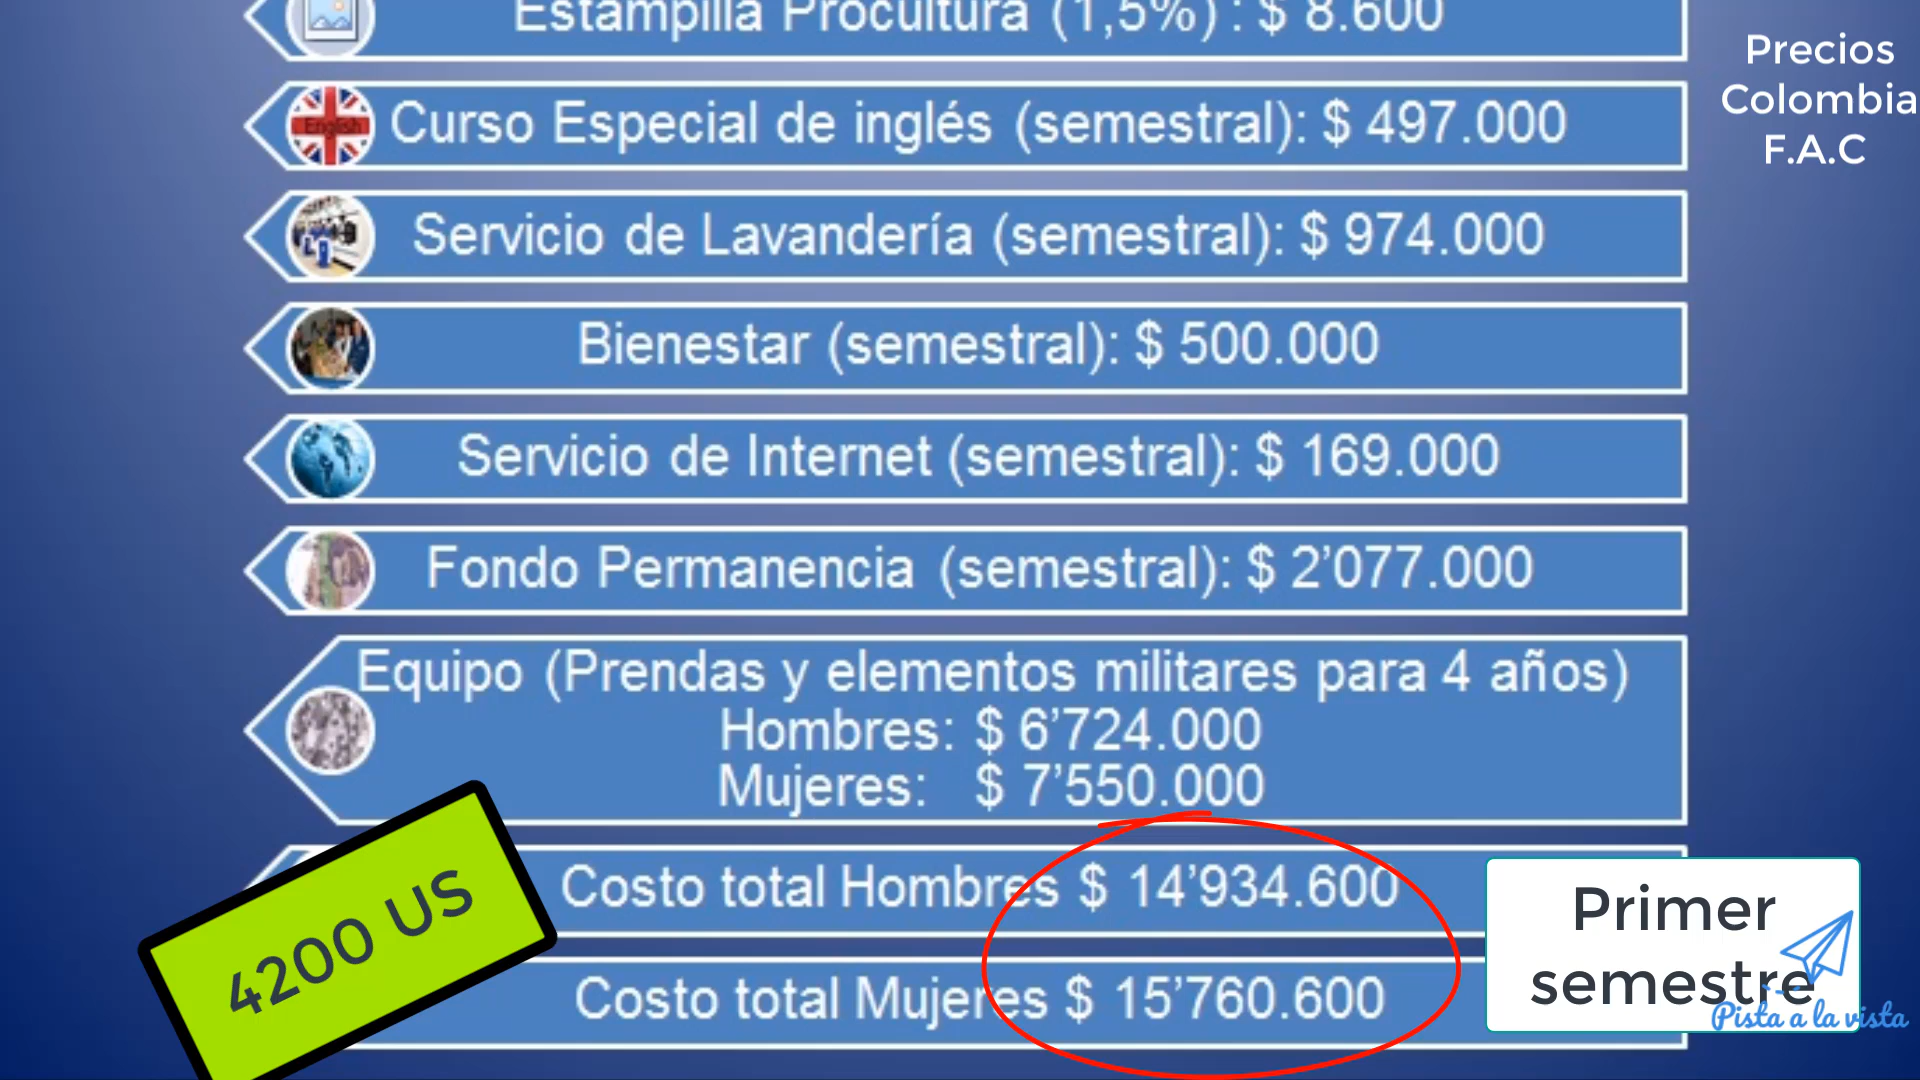 Estampilla Procultura (1,5%) : $ 8.600
Precios
Colombia
F.A.C
English
Curso Especial de inglés (semestral): $ 497.000
Servicio de Lavandería (semestral): $ 974.000
Bienestar (semestral): $ 500.000
Servicio de Internet (semestral): $ 169.000
Fondo Permanencia (semestral): $ 2’077.000
Equipo (Prendas y elementos militares para 4 años)
Hombres: $ 6’724.000
Mujeres: $ 7’550.000
Costo total Hombres $ 14’934.600
Costo total Mujeres $ 15’760.600
4200 US
Primer
semestre
Pista a la vista